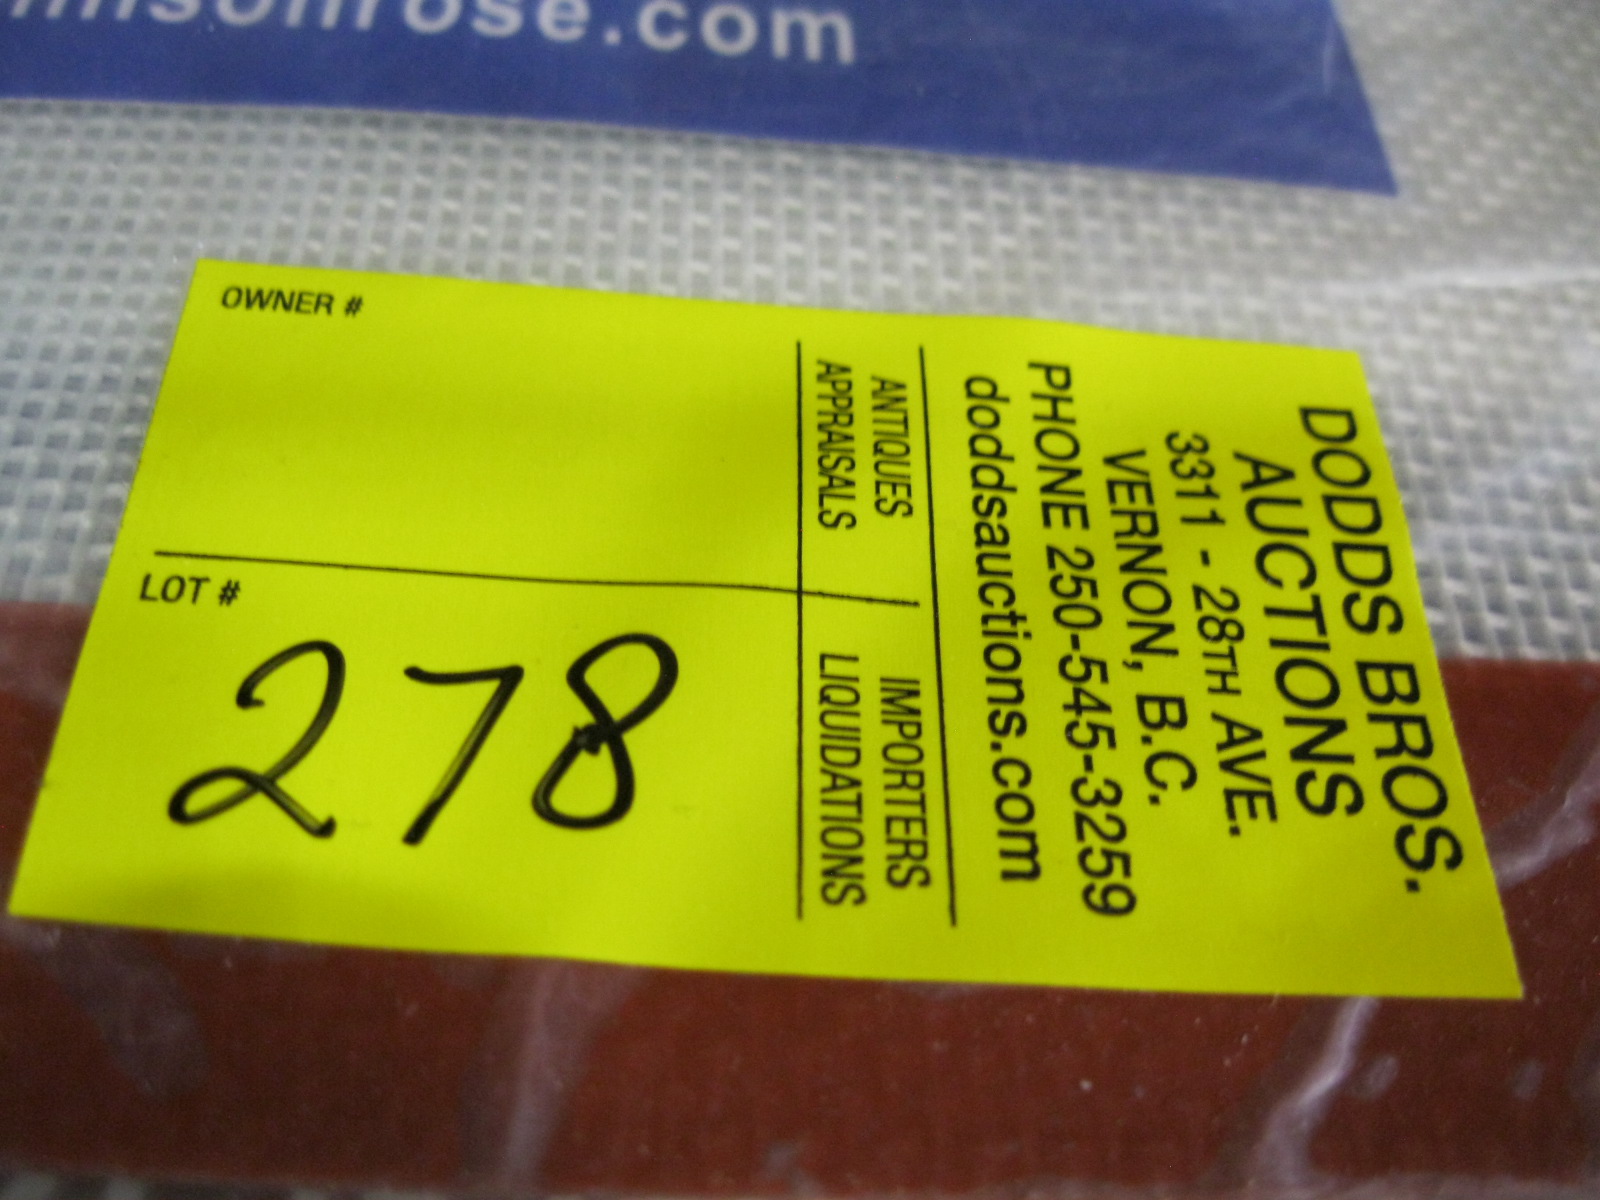 OWNER #
LOT #
278
ANTIQUES
APPRAISALS
IMPORTERS
LIQUIDATIONS
DODDS BROS.
AUCTIONS
3311 - 28TH AVE.
VERNON, B.C.
PHONE 250-545-3259
doddsauctions.com